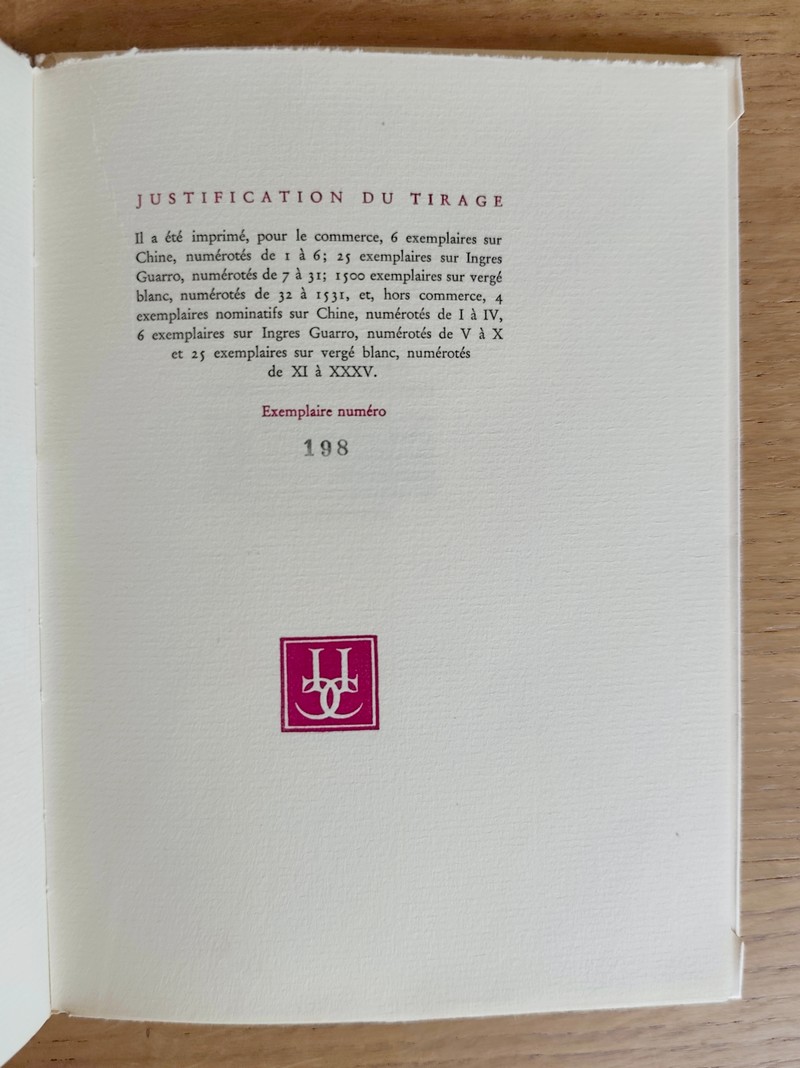 JUSTIFICATION DU TIRAGE
Il a été imprimé, pour le commerce, 6 exemplaires sur
Chine, numérotés de 1 à 6; 25 exemplaires sur Ingres
Guarro, numérotés de 7 à 31; 1500 exemplaires sur vergé
blanc, numérotés de 32 à 1531, et, hors commerce, 4
exemplaires nominatifs sur Chine, numérotés de I à IV,
6 exemplaires sur Ingres Guarro, numérotés de V à X
et 25 exemplaires sur vergé blanc, numérotés
de XI à XXXV.
Exemplaire numéro
198